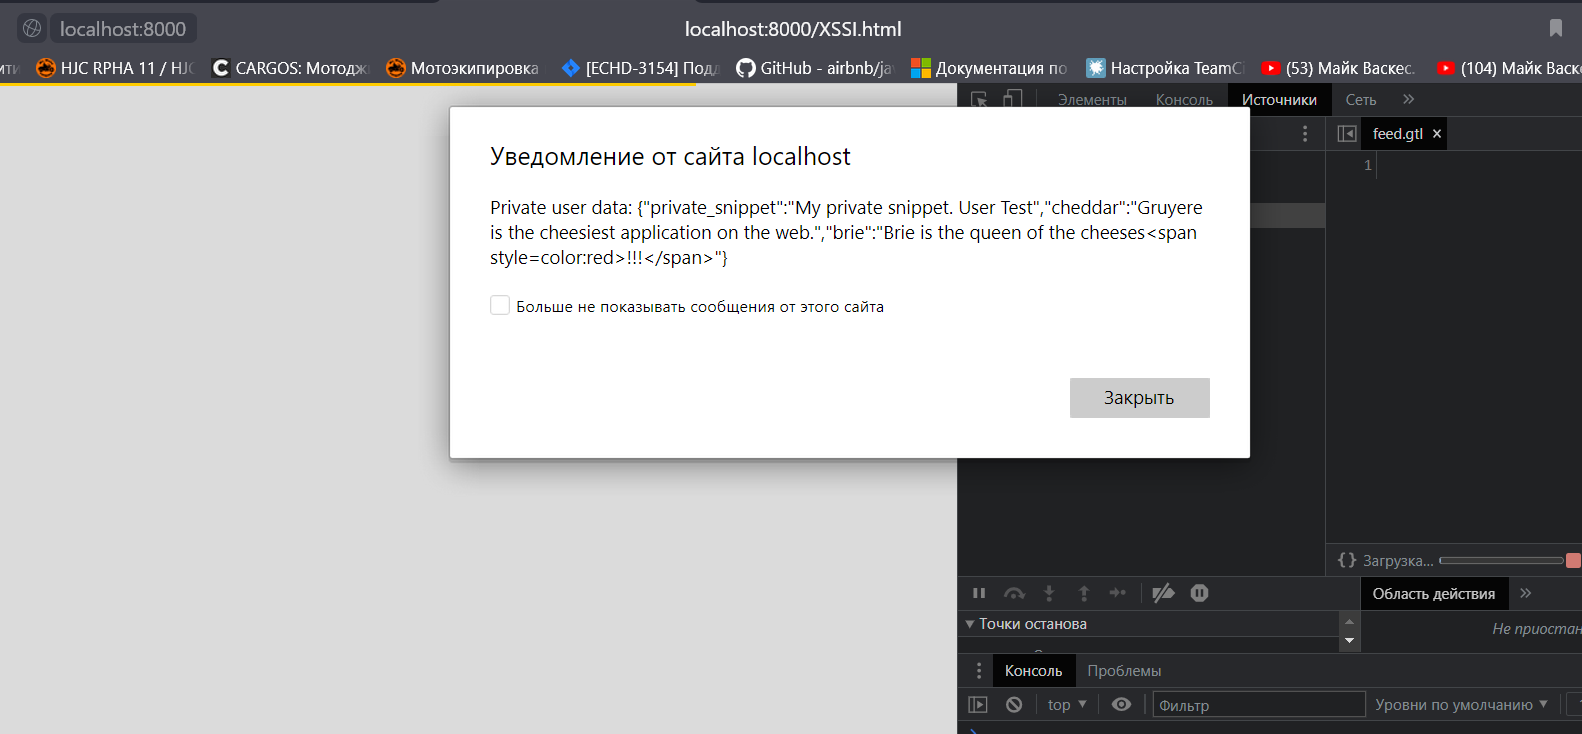 localhost:8000
localhost:8000/XSSI.html
HJC RPHA 11 / HJC
CARGOS: Мотодж
Мотоэкипировка
[ECHD-3154] Подд
GitHub - airbnb/ja
Документация по
Настройка TeamCi
(53) Майк Васкес.
(104) Майк Васке
Элементы Консоль Источники Сеть
feed.gtl
1
Уведомление от сайта localhost
Private user data: {"private_snippet":"My private snippet. User Test","cheddar":"Gruyere
is the cheesiest application on the web.","brie":"Brie is the queen of the cheeses<span
style=color:red>!!!</span>"}
Больше не показывать сообщения от этого сайта
Закрыть
{} Загрузка...
Область действия
Точки останова
Не приостан
Консоль Проблемы
top
Фильтр
Уровни по умолчанию